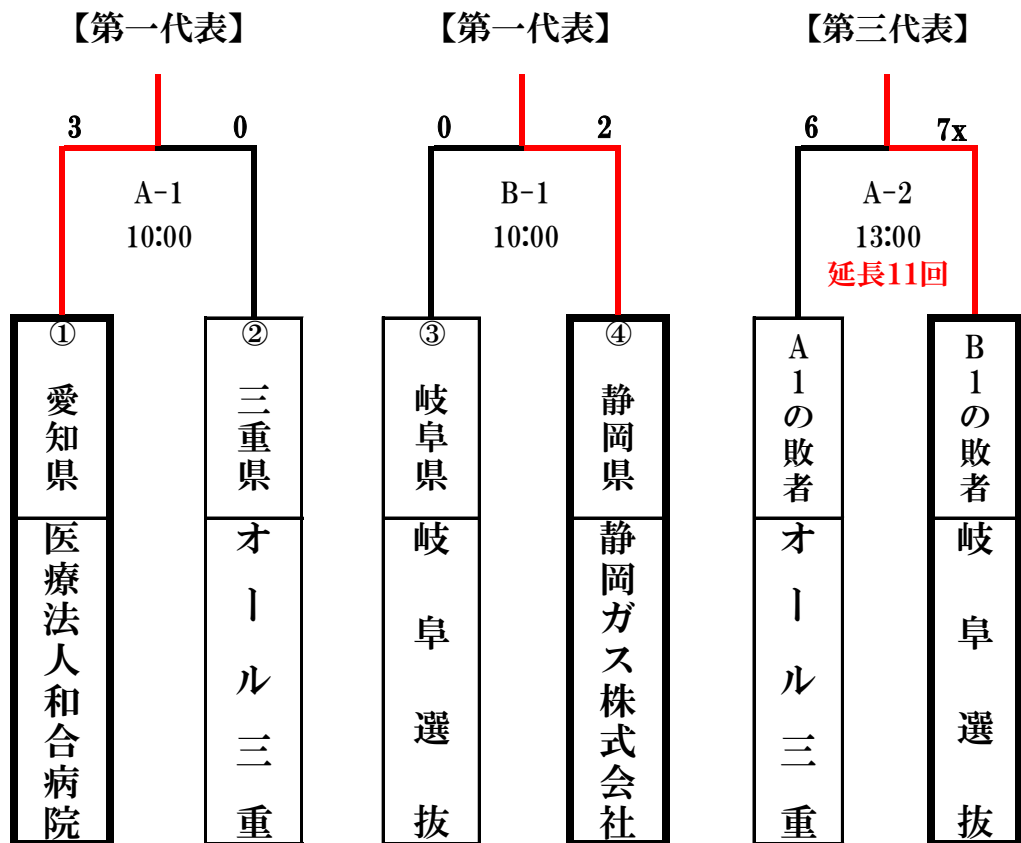 【第一代表】
3
0
A-1
10:00
①
愛知県
医療法人和合病院
②
三重県
オール三重
【第一代表】
0
2
B-1
10:00
③
岐阜県
岐阜選抜
④
静岡県
静岡ガス株式会社
【第三代表】
6
7x
A-2
13:00
延長11回
A1の敗者
オール三重
B1の敗者
岐阜選抜